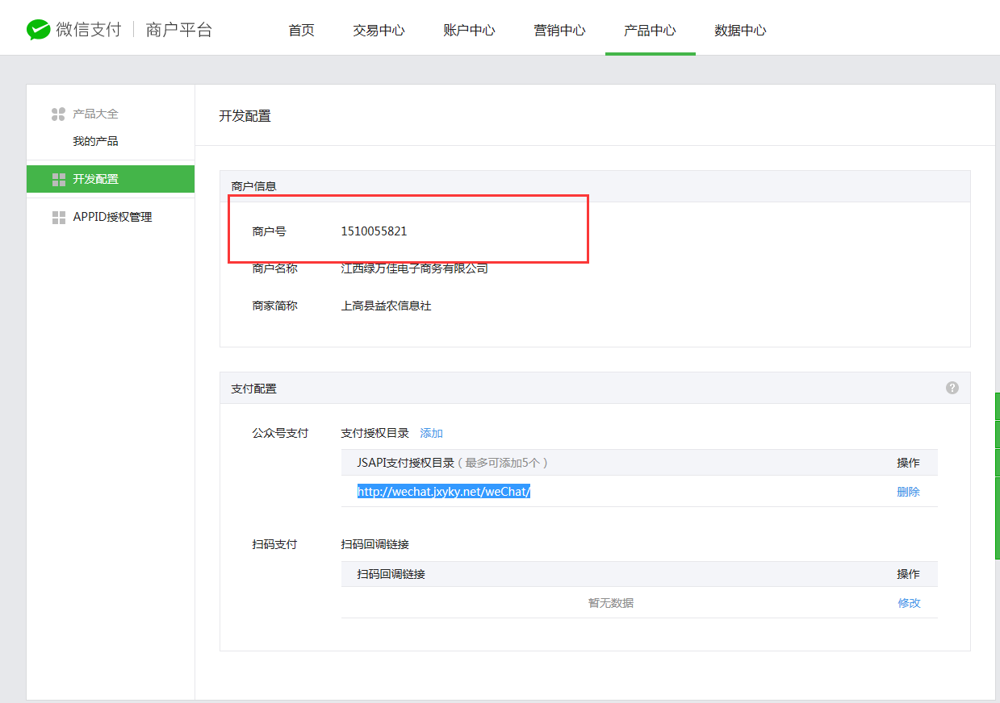 微信支付 商户平台 首页 交易中心 账户中心 营销中心 产品中心 数据中心
产品大全
我的产品
开发配置
APPID授权管理
开发配置
商户信息
商户号 1510055821
商户名称 江西绿万佳电子商务有限公司
商家简称 上高县益农信息社
支付配置 ?
公众号支付 支付授权目录 添加
JSAPI支付授权目录（最多可添加5个） 操作
http://wechat.jxyky.net/weChat/ 删除
扫码支付 扫码回调链接
扫码回调链接 操作
暂无数据 修改